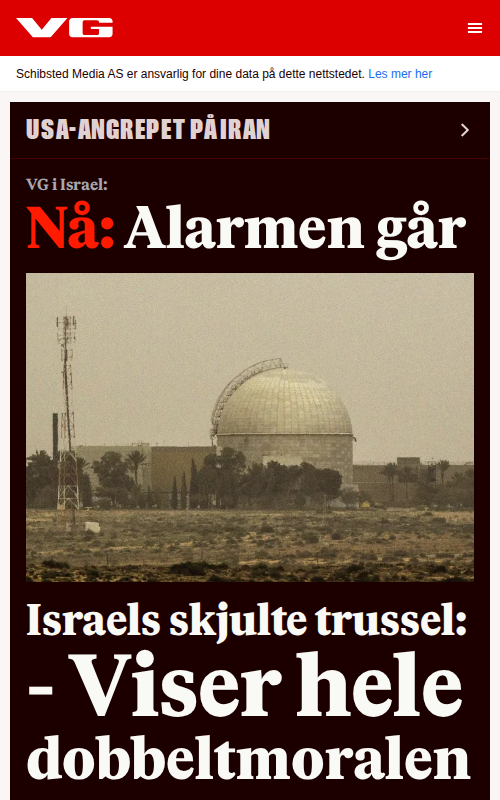 VG
Schibsted Media AS er ansvarlig for dine data på dette nettstedet. Les mer her
USA-ANGREPET PÅ IRAN
VG i Israel:
Nå: Alarmen går
Israels skjulte trussel:
- Viser hele
dobbeltmoralen